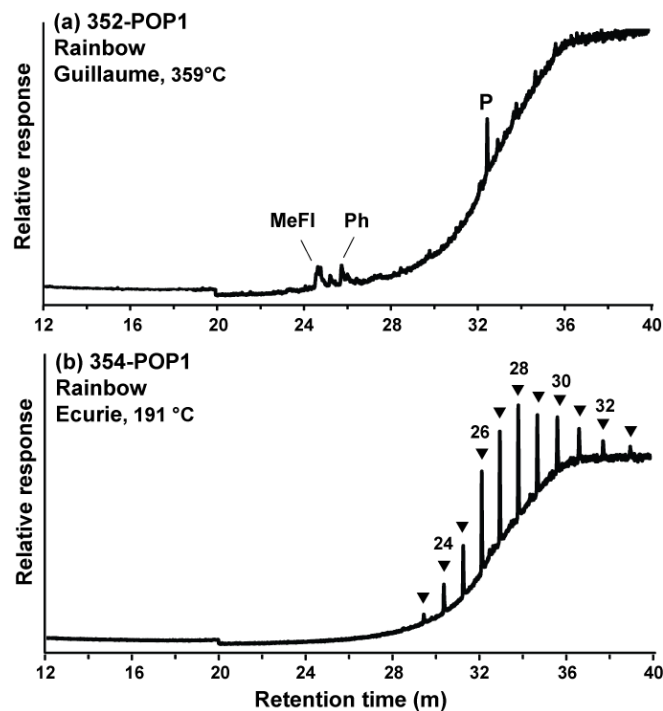 (a) 352-POP1
Rainbow
Guillaume, 359°C
P
MeFl
Ph
Relative response
12 16 20 24 28 32 36 40
(b) 354-POP1
Rainbow
Ecurie, 191 °C
28
30
26
32
24
Relative response
12 16 20 24 28 32 36 40
Retention time (m)